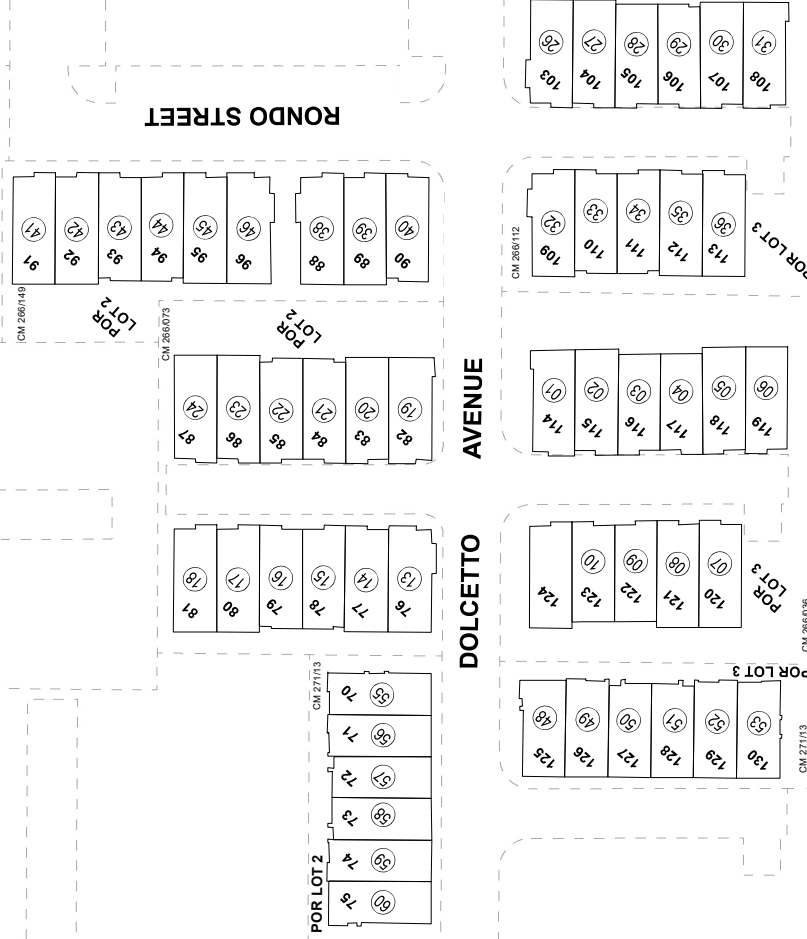 26 27 28 29 30 31
103 104 105 106 107 108
RONDO STREET
41 42 43 44 45 46 38 39 40
91 92 93 94 95 96 88 89 90
32 33 34 35 36
109 110 111 112 113
CM 266/112
POR LOT 3
CM 266/149
POR
LOT 2
CM 266/073
POR
LOT 2
24 23 22 21 20 19
87 86 85 84 83 82
AVENUE
01 02 03 04 05 06
114 115 116 117 118 119
18 17 16 15 14 13
81 80 79 78 77 76
DOLCETTO
10 09 08 07
124 123 122 121 120
POR
LOT 3
CM 266/036
POR LOT 3
CM 271/13
70 55
71 56
72 57
73 58
74 59
75 60
POR LOT 2
48 49 50 51 52 53
125 126 127 128 129 130
CM 271/13